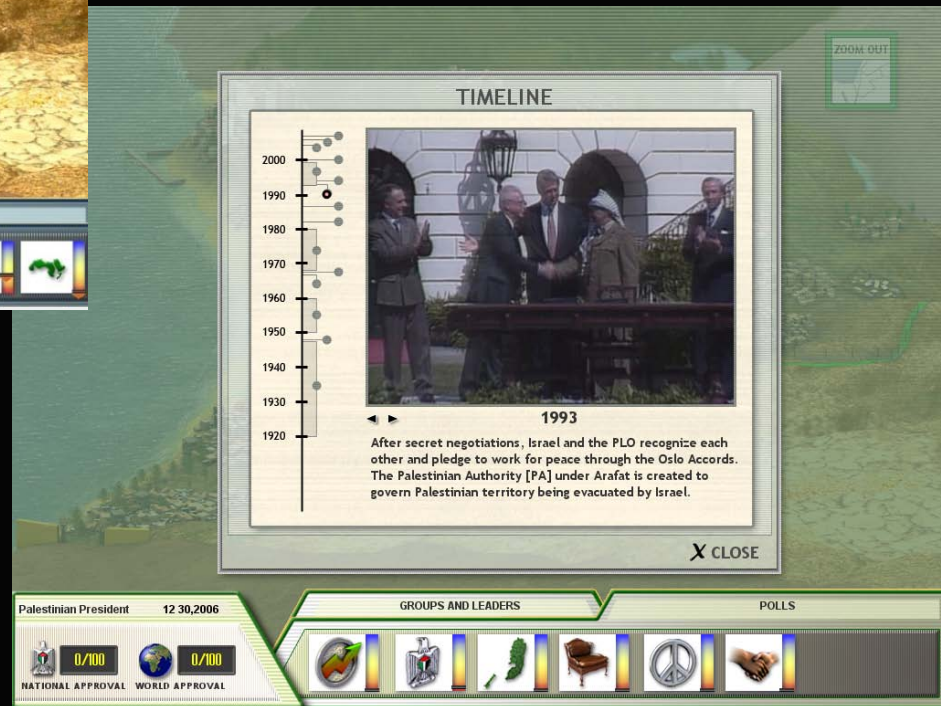 ZOOM OUT
TIMELINE
2000
1990
1980
1970
1960
1950
1940
1930
1920
1993
After secret negotiations, Israel and the PLO recognize each
other and pledge to work for peace through the Oslo Accords.
The Palestinian Authority [PA] under Arafat is created to
govern Palestinian territory being evacuated by Israel.
X CLOSE
Palestinian President 12 30,2006
GROUPS AND LEADERS
POLLS
0/100
0/100
NATIONAL APPROVAL WORLD APPROVAL